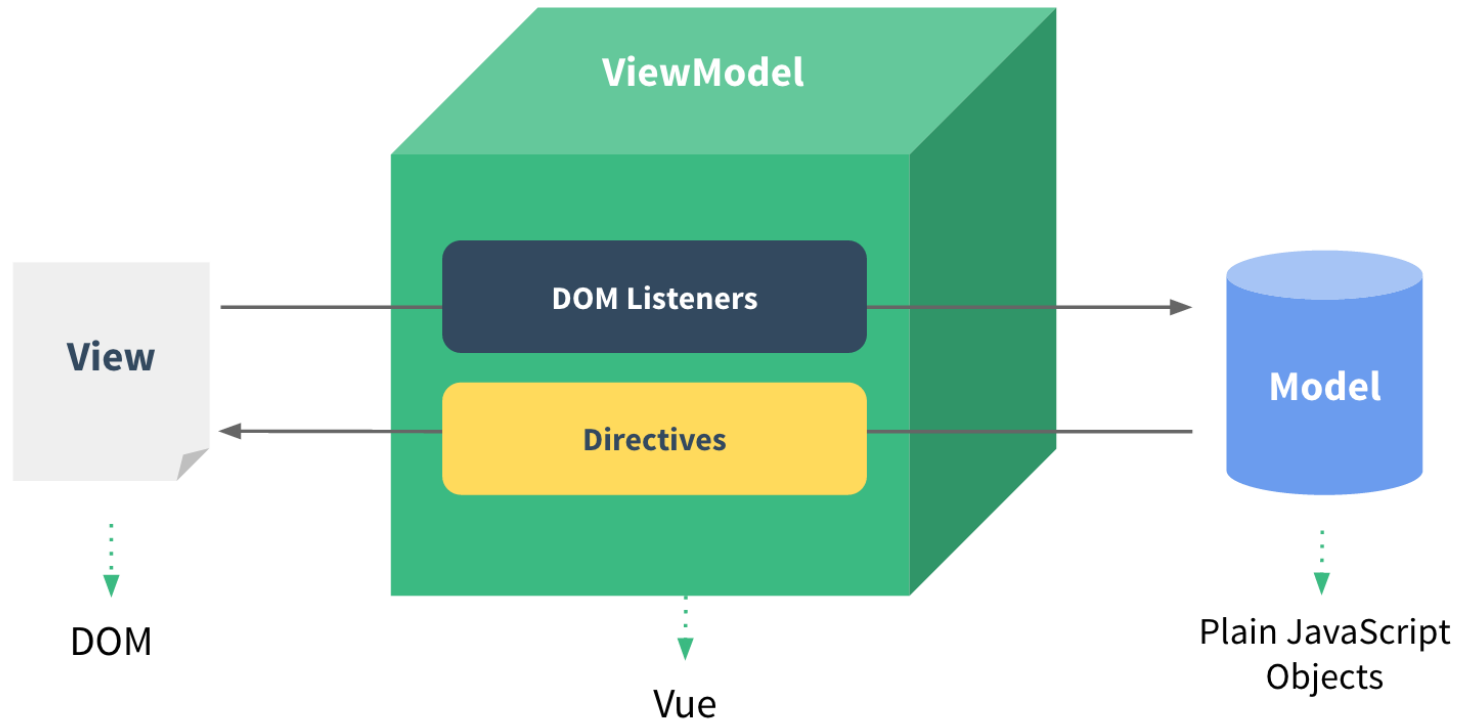 ViewModel
DOM Listeners
View
Model
Directives
DOM
Plain JavaScript
Objects
Vue